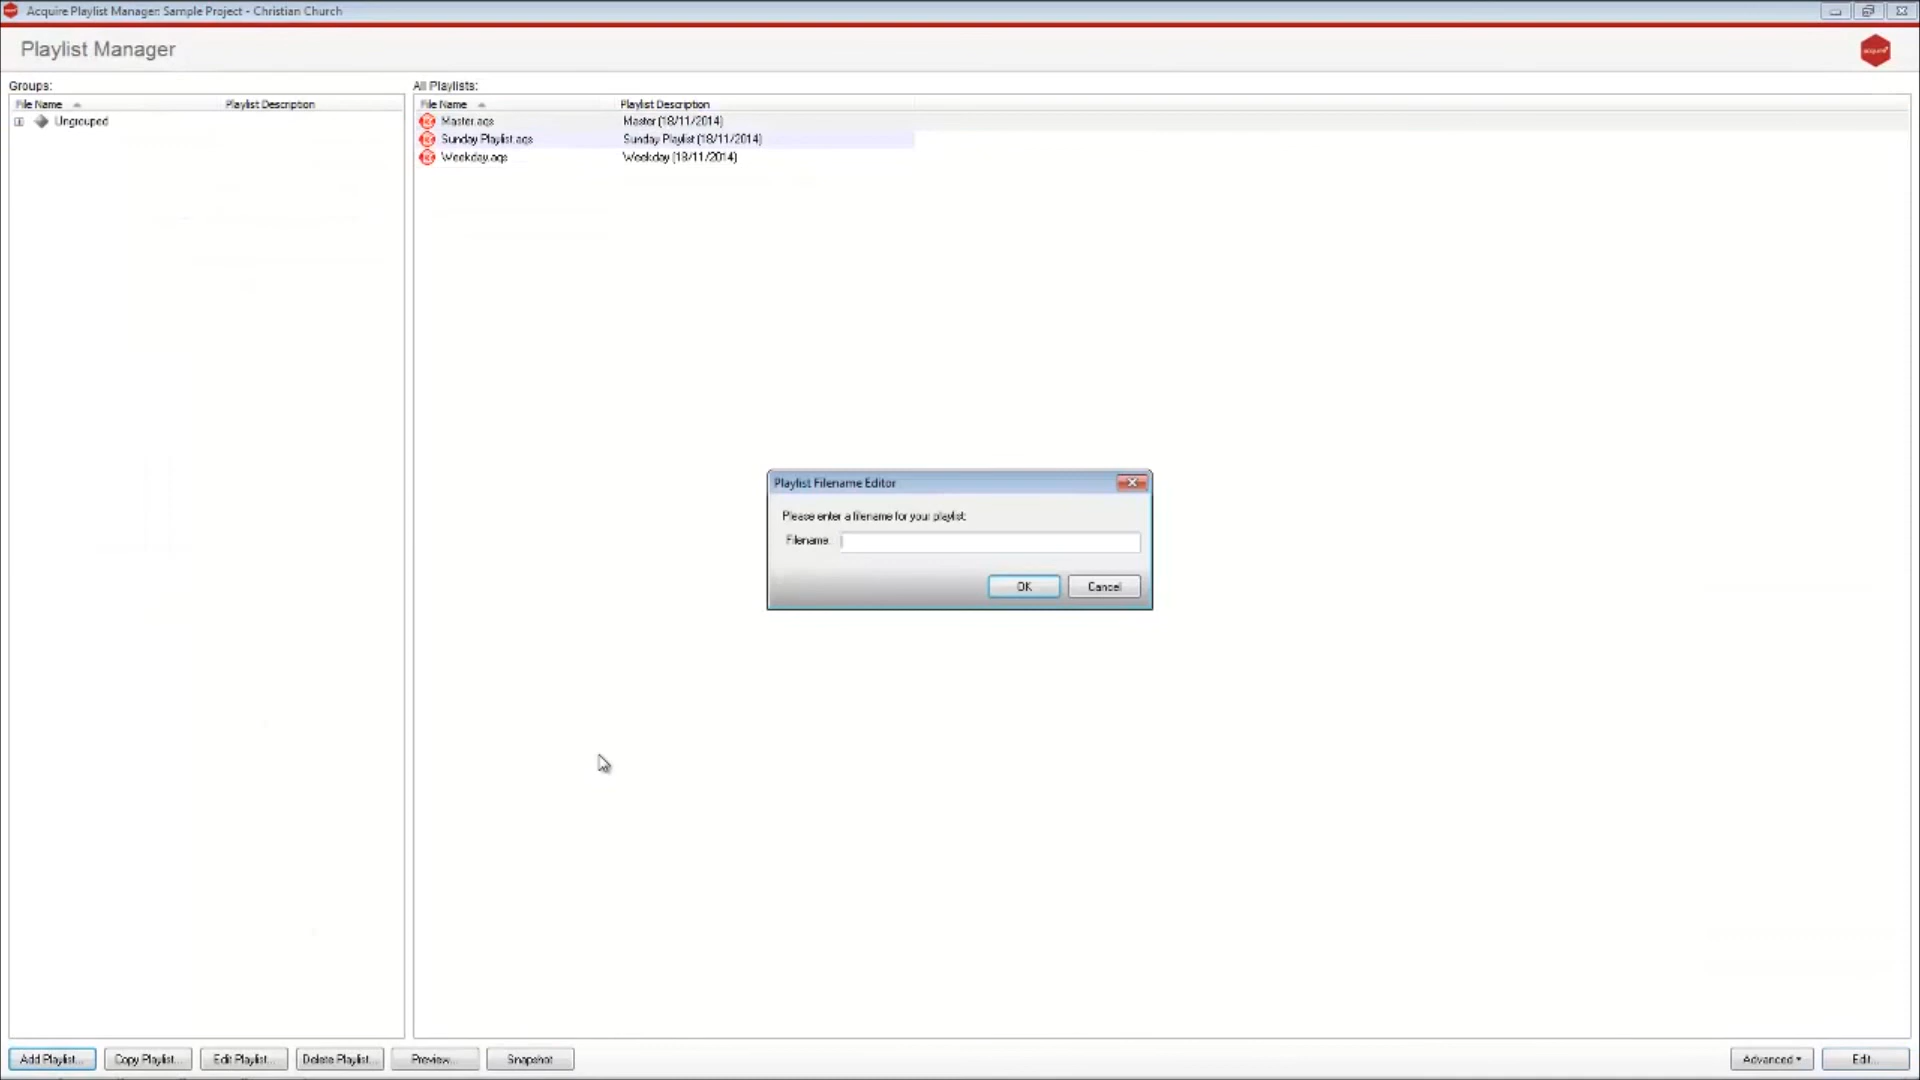 Acquire Playlist Manager: Sample Project - Christian Church
Playlist Manager
acquire
Groups:
File Name
Playlist Description
Ungrouped
All Playlists:
File Name
Playlist Description
Master.aqs
Master (18/11/2014)
Sunday Playlist.aqs
Sunday Playlist (18/11/2014)
Weekday.aqs
Weekday (18/11/2014)
Playlist Filename Editor
Please enter a filename for your playlist:
Filename:
OK
Cancel
Add Playlist...
Copy Playlist...
Edit Playlist...
Delete Playlist...
Preview...
Snapshot
Advanced
Edit...